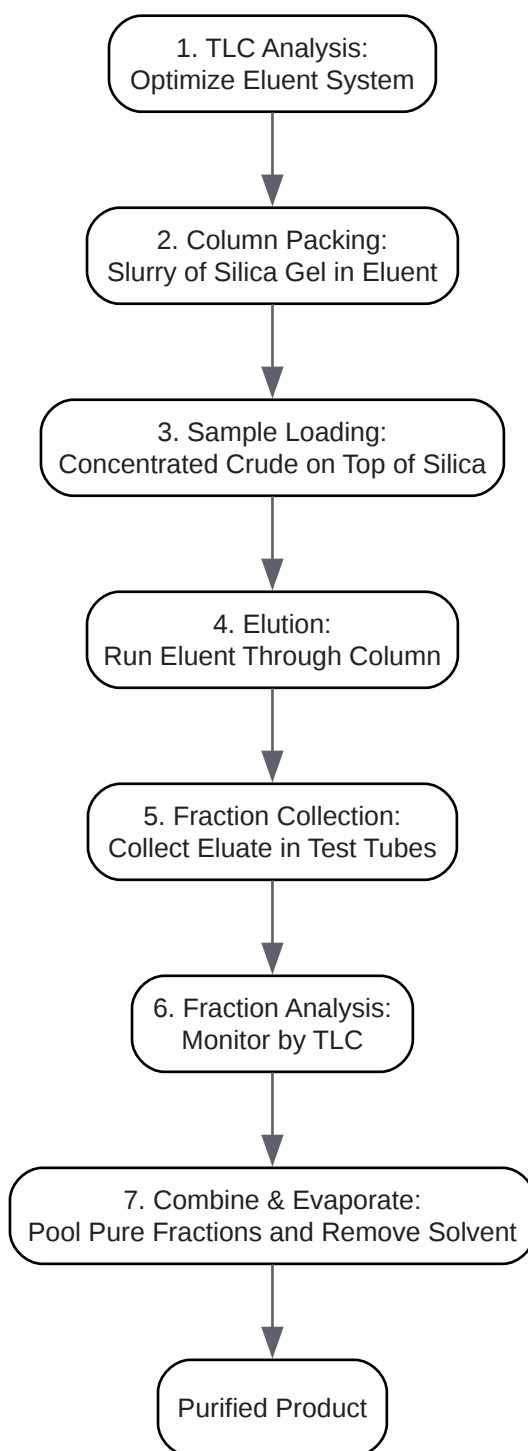 1. TLC Analysis:
Optimize Eluent System
2. Column Packing:
Slurry of Silica Gel in Eluent
3. Sample Loading:
Concentrated Crude on Top of Silica
4. Elution:
Run Eluent Through Column
5. Fraction Collection:
Collect Eluate in Test Tubes
6. Fraction Analysis:
Monitor by TLC
7. Combine & Evaporate:
Pool Pure Fractions and Remove Solvent
Purified Product